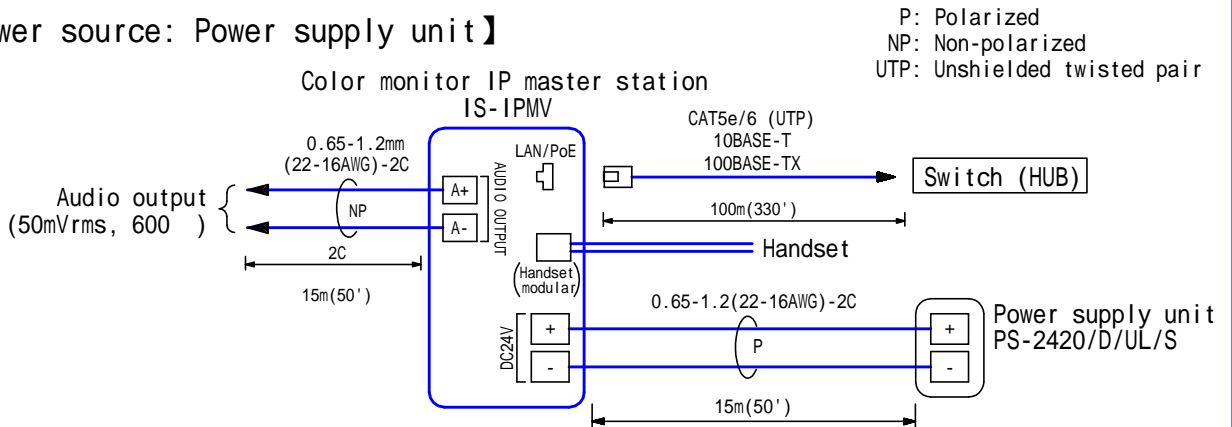 wer source: Power supply unit】
P: Polarized
NP: Non-polarized
UTP: Unshielded twisted pair
Color monitor IP master station
IS-IPMV
0.65-1.2mm
(22-16AWG)-2C
Audio output
(50mVrms, 600  )
NP
2C
15m(50')
A+
A-
AUDIO OUTPUT
LAN/PoE
CAT5e/6 (UTP)
10BASE-T
100BASE-TX
Switch (HUB)
100m(330')
Handset
(Handset
modular)
0.65-1.2(22-16AWG)-2C
DC24V
+
-
P
+
-
Power supply unit
PS-2420/D/UL/S
15m(50')